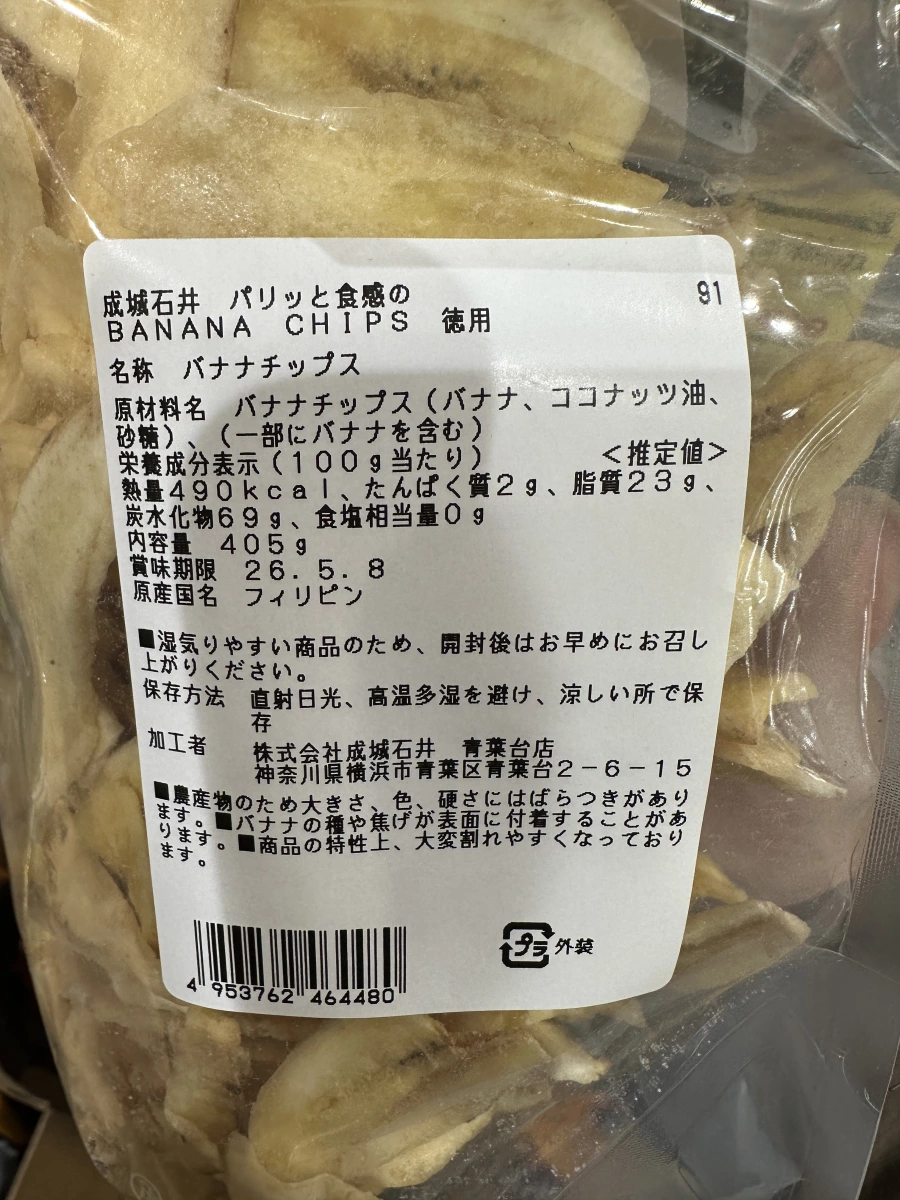 成城石井　パリッと食感の
91
ＢＡＮＡＮＡ　ＣＨＩＰＳ　徳用
名称　バナナチップス
原材料名　バナナチップス（バナナ、ココナッツ油、
砂糖）、（一部にバナナを含む）
栄養成分表示（１００ｇ当たり）　＜推定値＞
熱量４９０ｋｃａｌ、たんぱく質２ｇ、脂質２３ｇ、
炭水化物６９ｇ、食塩相当量０ｇ
内容量　４０５ｇ
賞味期限　２６．５．８
原産国名　フィリピン
■湿気りやすい商品のため、開封後はお早めにお召し
上がりください。
保存方法　直射日光、高温多湿を避け、涼しい所で保
存
加工者　株式会社成城石井　青葉台店
神奈川県横浜市青葉区青葉台２－６－１５
■農産物のため大きさ、色、硬さにはばらつきがあり
ます。■バナナの種や焦げが表面に付着することがあ
ります。■商品の特性上、大変割れやすくなっており
ます。
プラ 外装
4 953762 464480